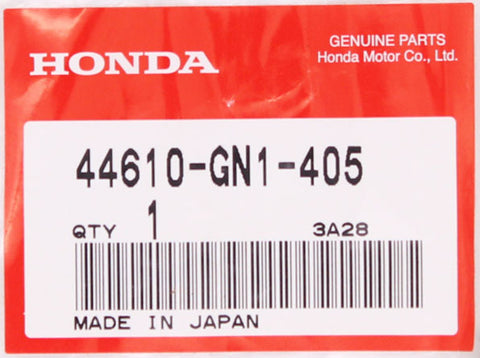 HONDA
GENUINE PARTS
Honda Motor Co., Ltd.
44610-GN1-405
QTY 1 3A28
MADE IN JAPAN